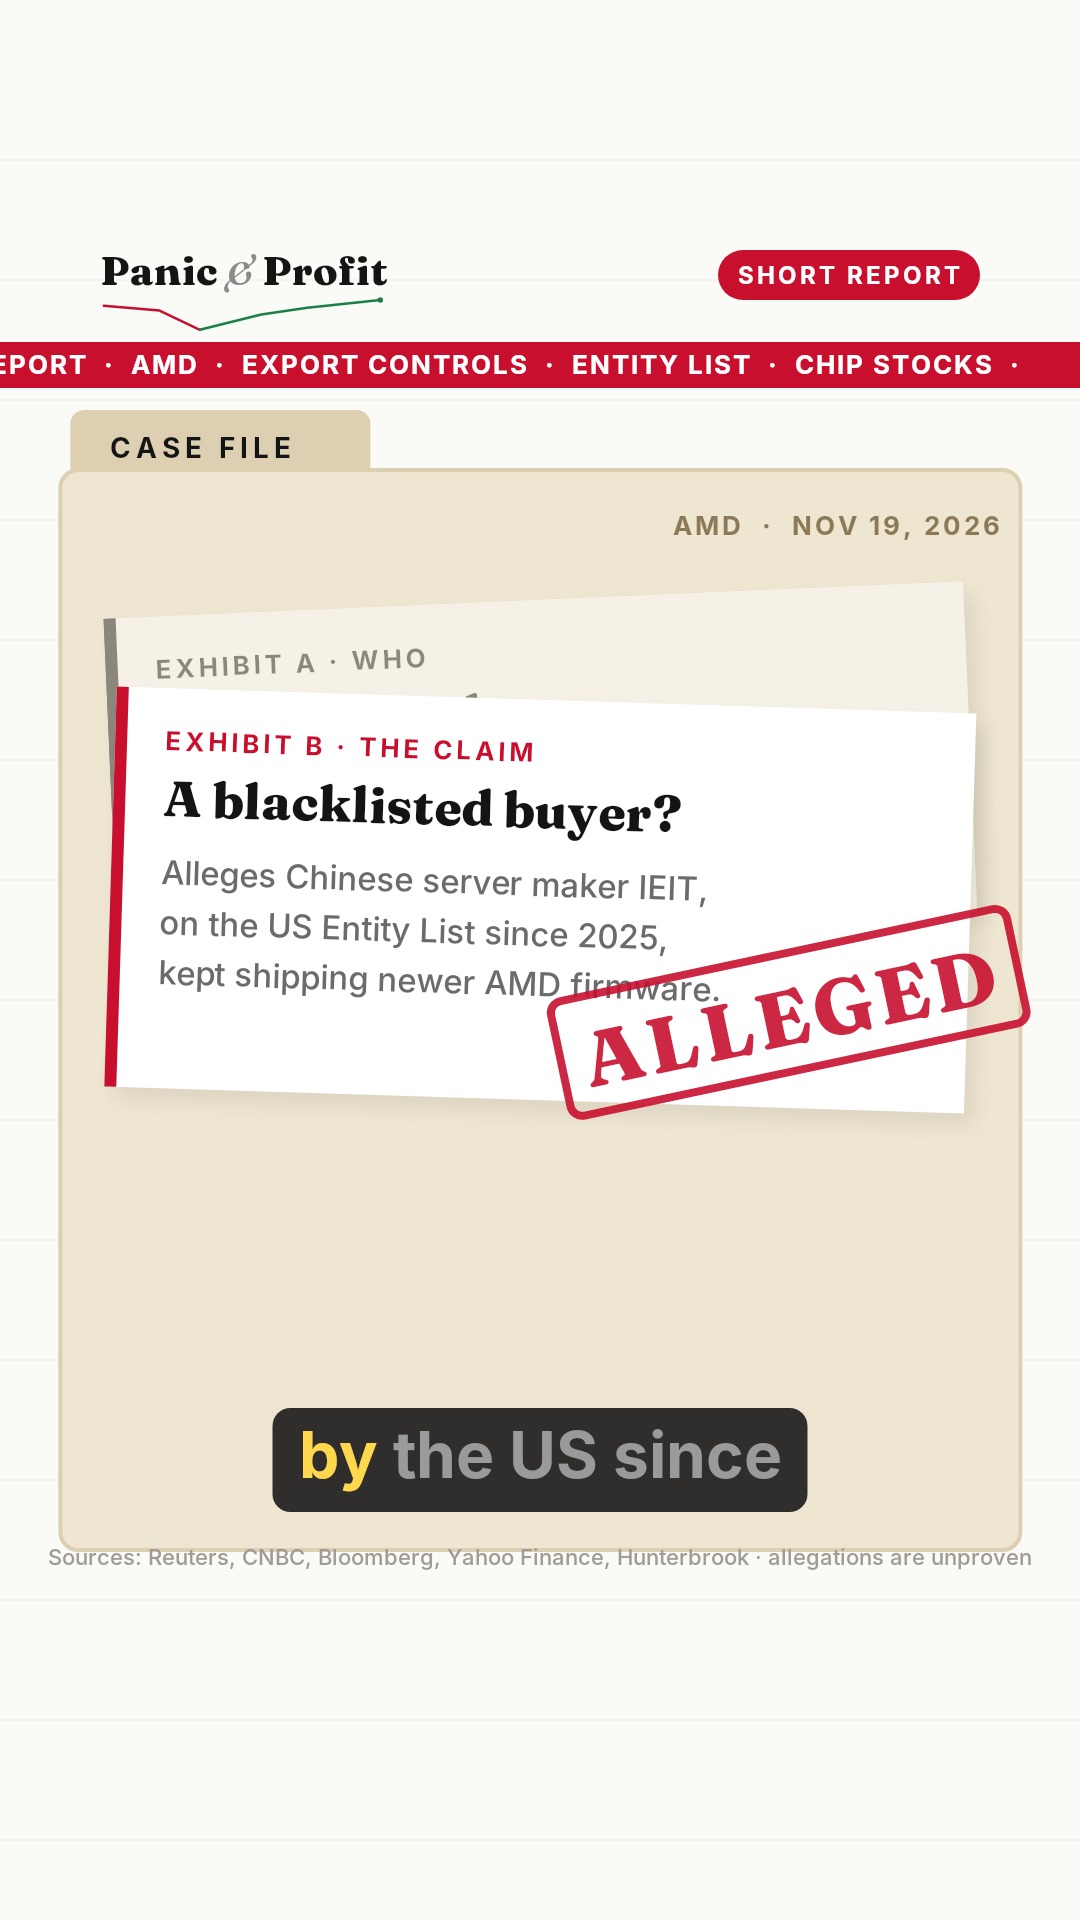 Panic & Profit
SHORT REPORT
EPORT · AMD · EXPORT CONTROLS · ENTITY LIST · CHIP STOCKS ·
CASE FILE
AMD · NOV 19, 2026
EXHIBIT A · WHO
EXHIBIT B · THE CLAIM
A blacklisted buyer?
Alleges Chinese server maker IEIT,
on the US Entity List since 2025,
kept shipping newer AMD firmware.
ALLEGED
by the US since
Sources: Reuters, CNBC, Bloomberg, Yahoo Finance, Hunterbrook · allegations are unproven